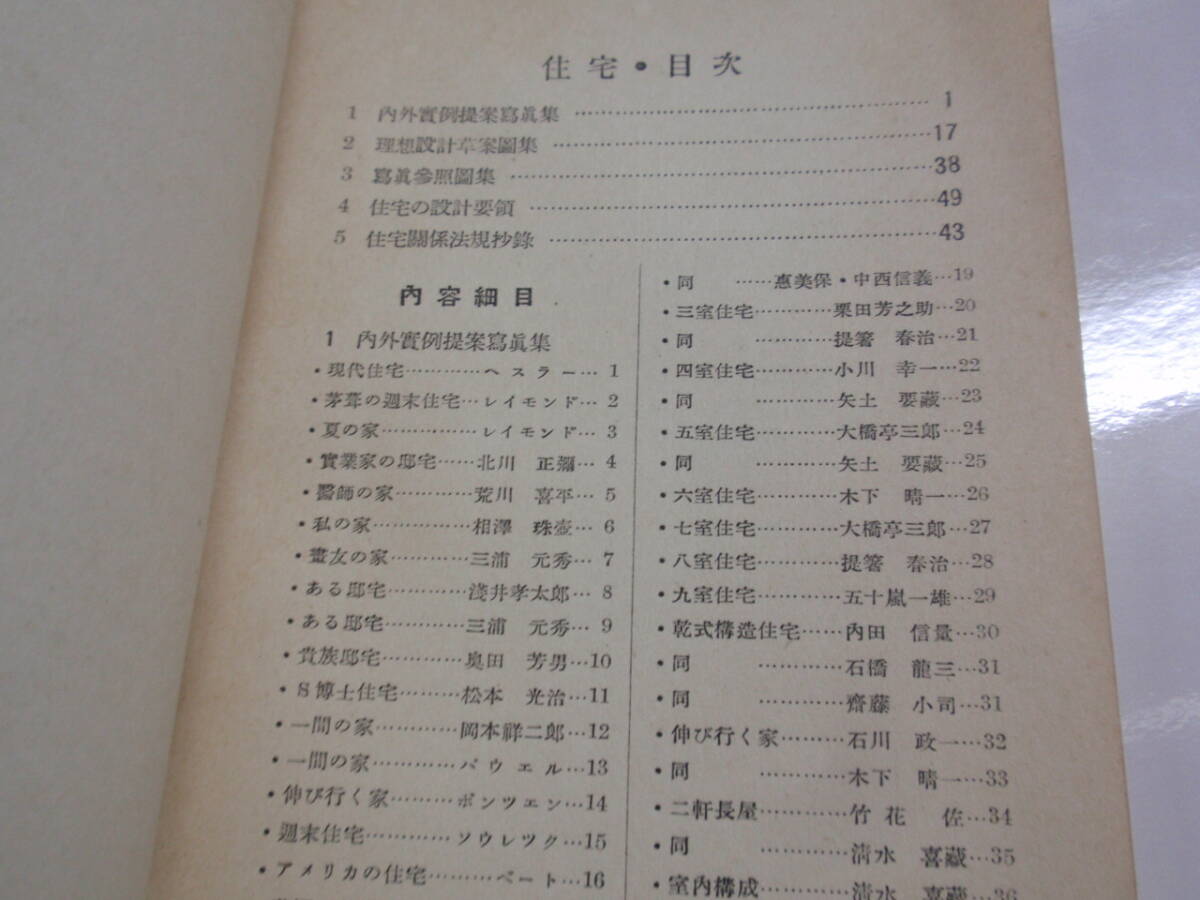 住宅・目次
1 內外實例提案寫眞集……1
2 理想設計草案圖集……17
3 寫眞參照圖集……38
4 住宅の設計要領……49
5 住宅關係法規抄錄……43
內容細目
1 內外實例提案寫眞集
・現代住宅……ヘスラー…1
・茅葺の週末住宅…レイモンド…2
・夏の家……レイモンド…3
・實業家の邸宅……北川 正彌…4
・醫師の家……荒川 喜平…5
・私の家……相澤 珠壺…6
・畫友の家……三浦 元秀…7
・ある邸宅……淺井孝太郎…8
・ある邸宅……三浦 元秀…9
・貴族邸宅……奧田 芳男…10
・S博士住宅……松本 光治…11
・一間の家……岡本祥二郎…12
・一間の家……パウエル…13
・伸び行く家……ボンツエン…14
・週末住宅……ソウレツク…15
・アメリカの住宅……ベート…16
・同 ……惠美保・中西信義…19
・三室住宅……栗田芳之助…20
・同 ……提箸 春治…21
・四室住宅……小川 幸一…22
・同 ……矢土 要藏…23
・五室住宅……大橋亭三郎…24
・同 ……矢土 要藏…25
・六室住宅……木下 晴一…26
・七室住宅……大橋亭三郎…27
・八室住宅……提箸 春治…28
・九室住宅……五十嵐一雄…29
・乾式構造住宅……內田 信量…30
・同 ……石橋 龍三…31
・同 ……齋藤 小司…31
・伸び行く家……石川 政一…32
・同 ……木下 晴一…33
・二軒長屋……竹花 佐…34
・同 ……淸水 喜藏…35
・室內構成……淸水 喜藏…36